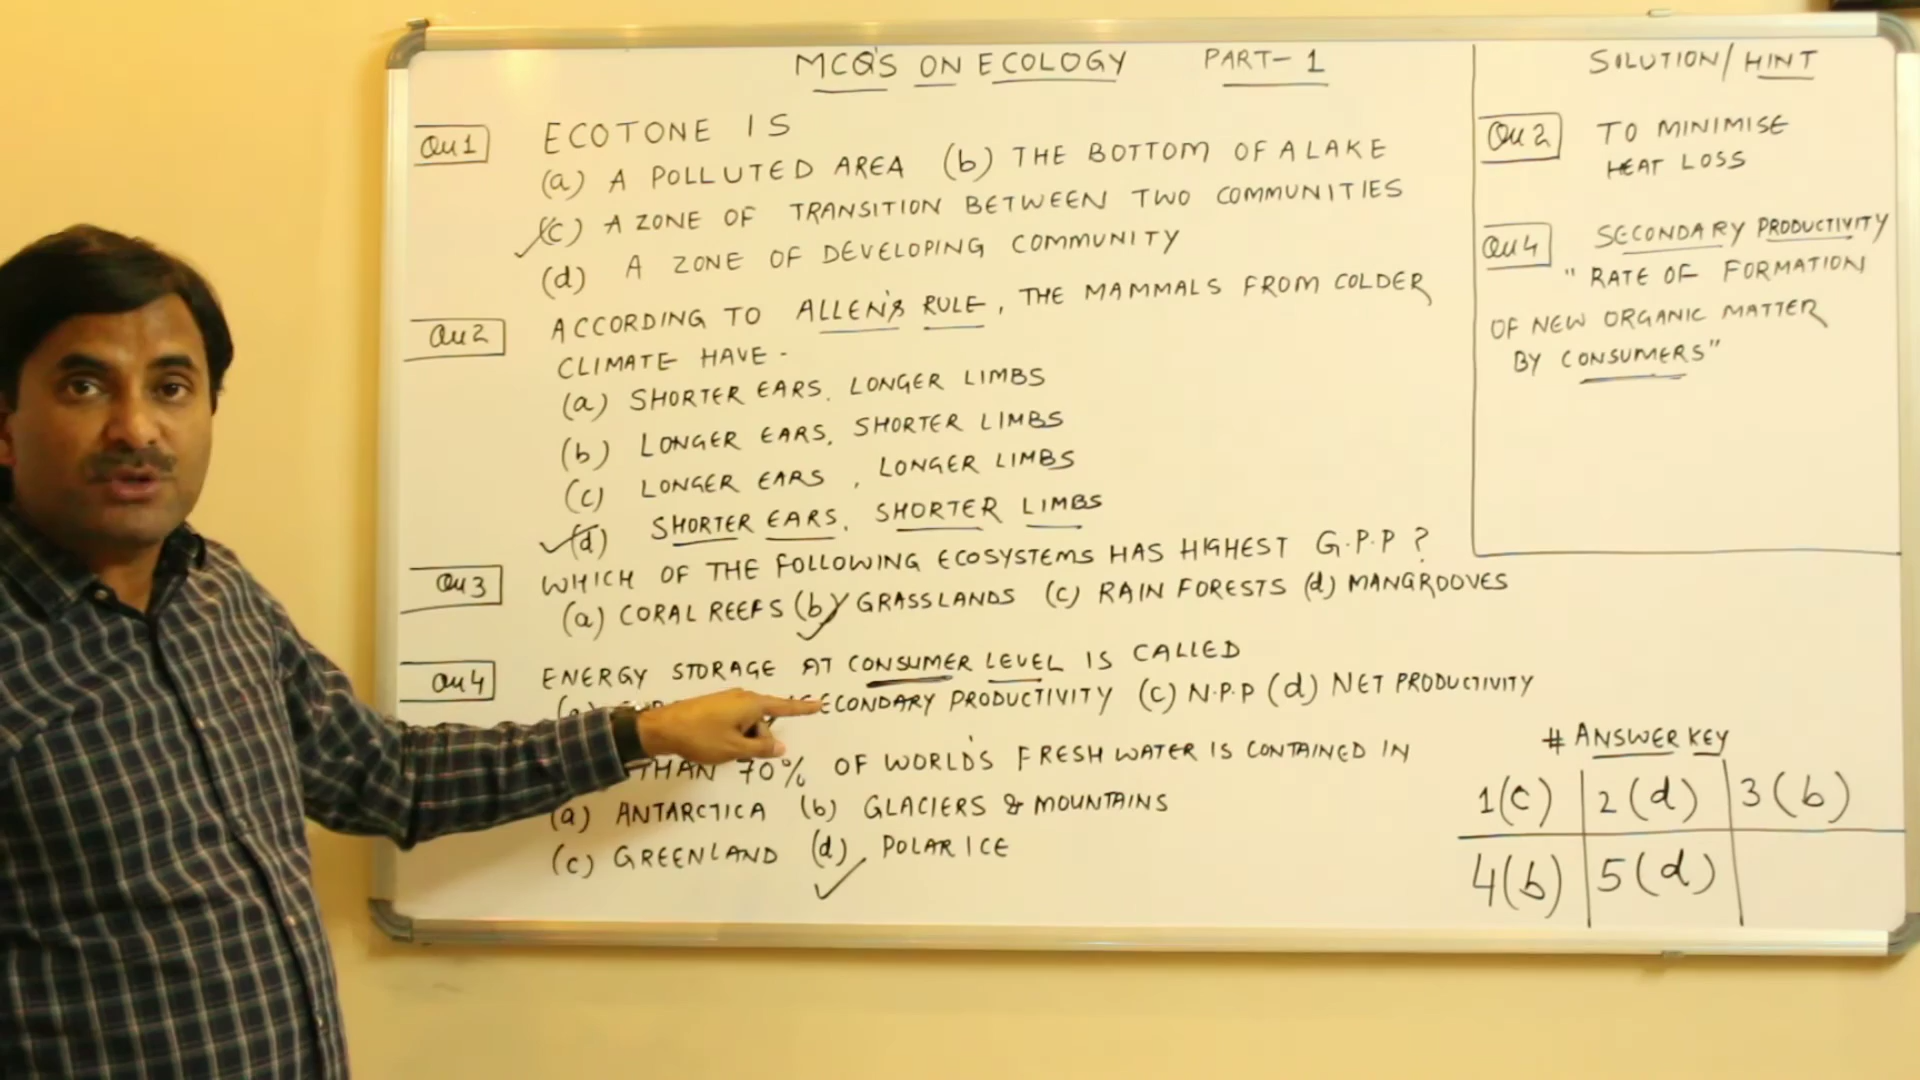 MCQ'S ON ECOLOGY PART-1
Qu1 ECOTONE IS
(a) A POLLUTED AREA (b) THE BOTTOM OF A LAKE
(c) A ZONE OF TRANSITION BETWEEN TWO COMMUNITIES
(d) A ZONE OF DEVELOPING COMMUNITY
Qu2 ACCORDING TO ALLEN'S RULE, THE MAMMALS FROM COLDER
CLIMATE HAVE -
(a) SHORTER EARS, LONGER LIMBS
(b) LONGER EARS, SHORTER LIMBS
(c) LONGER EARS, LONGER LIMBS
(d) SHORTER EARS, SHORTER LIMBS
Qu3 WHICH OF THE FOLLOWING ECOSYSTEMS HAS HIGHEST G.P.P ?
(a) CORAL REEFS (b) GRASSLANDS (c) RAIN FORESTS (d) MANGROOVES
Qu4 ENERGY STORAGE AT CONSUMER LEVEL IS CALLED
SECONDARY PRODUCTIVITY (c) N.P.P (d) NET PRODUCTIVITY
THAN 70% OF WORLD'S FRESH WATER IS CONTAINED IN
(a) ANTARCTICA (b) GLACIERS & MOUNTAINS
(c) GREENLAND (d) POLAR ICE
SOLUTION/HINT
Qu2 TO MINIMISE
HEAT LOSS
Qu4 SECONDARY PRODUCTIVITY
"RATE OF FORMATION
OF NEW ORGANIC MATTER
BY CONSUMERS"
# ANSWER KEY
1(c) 2(d) 3(b)
4(b) 5(d)